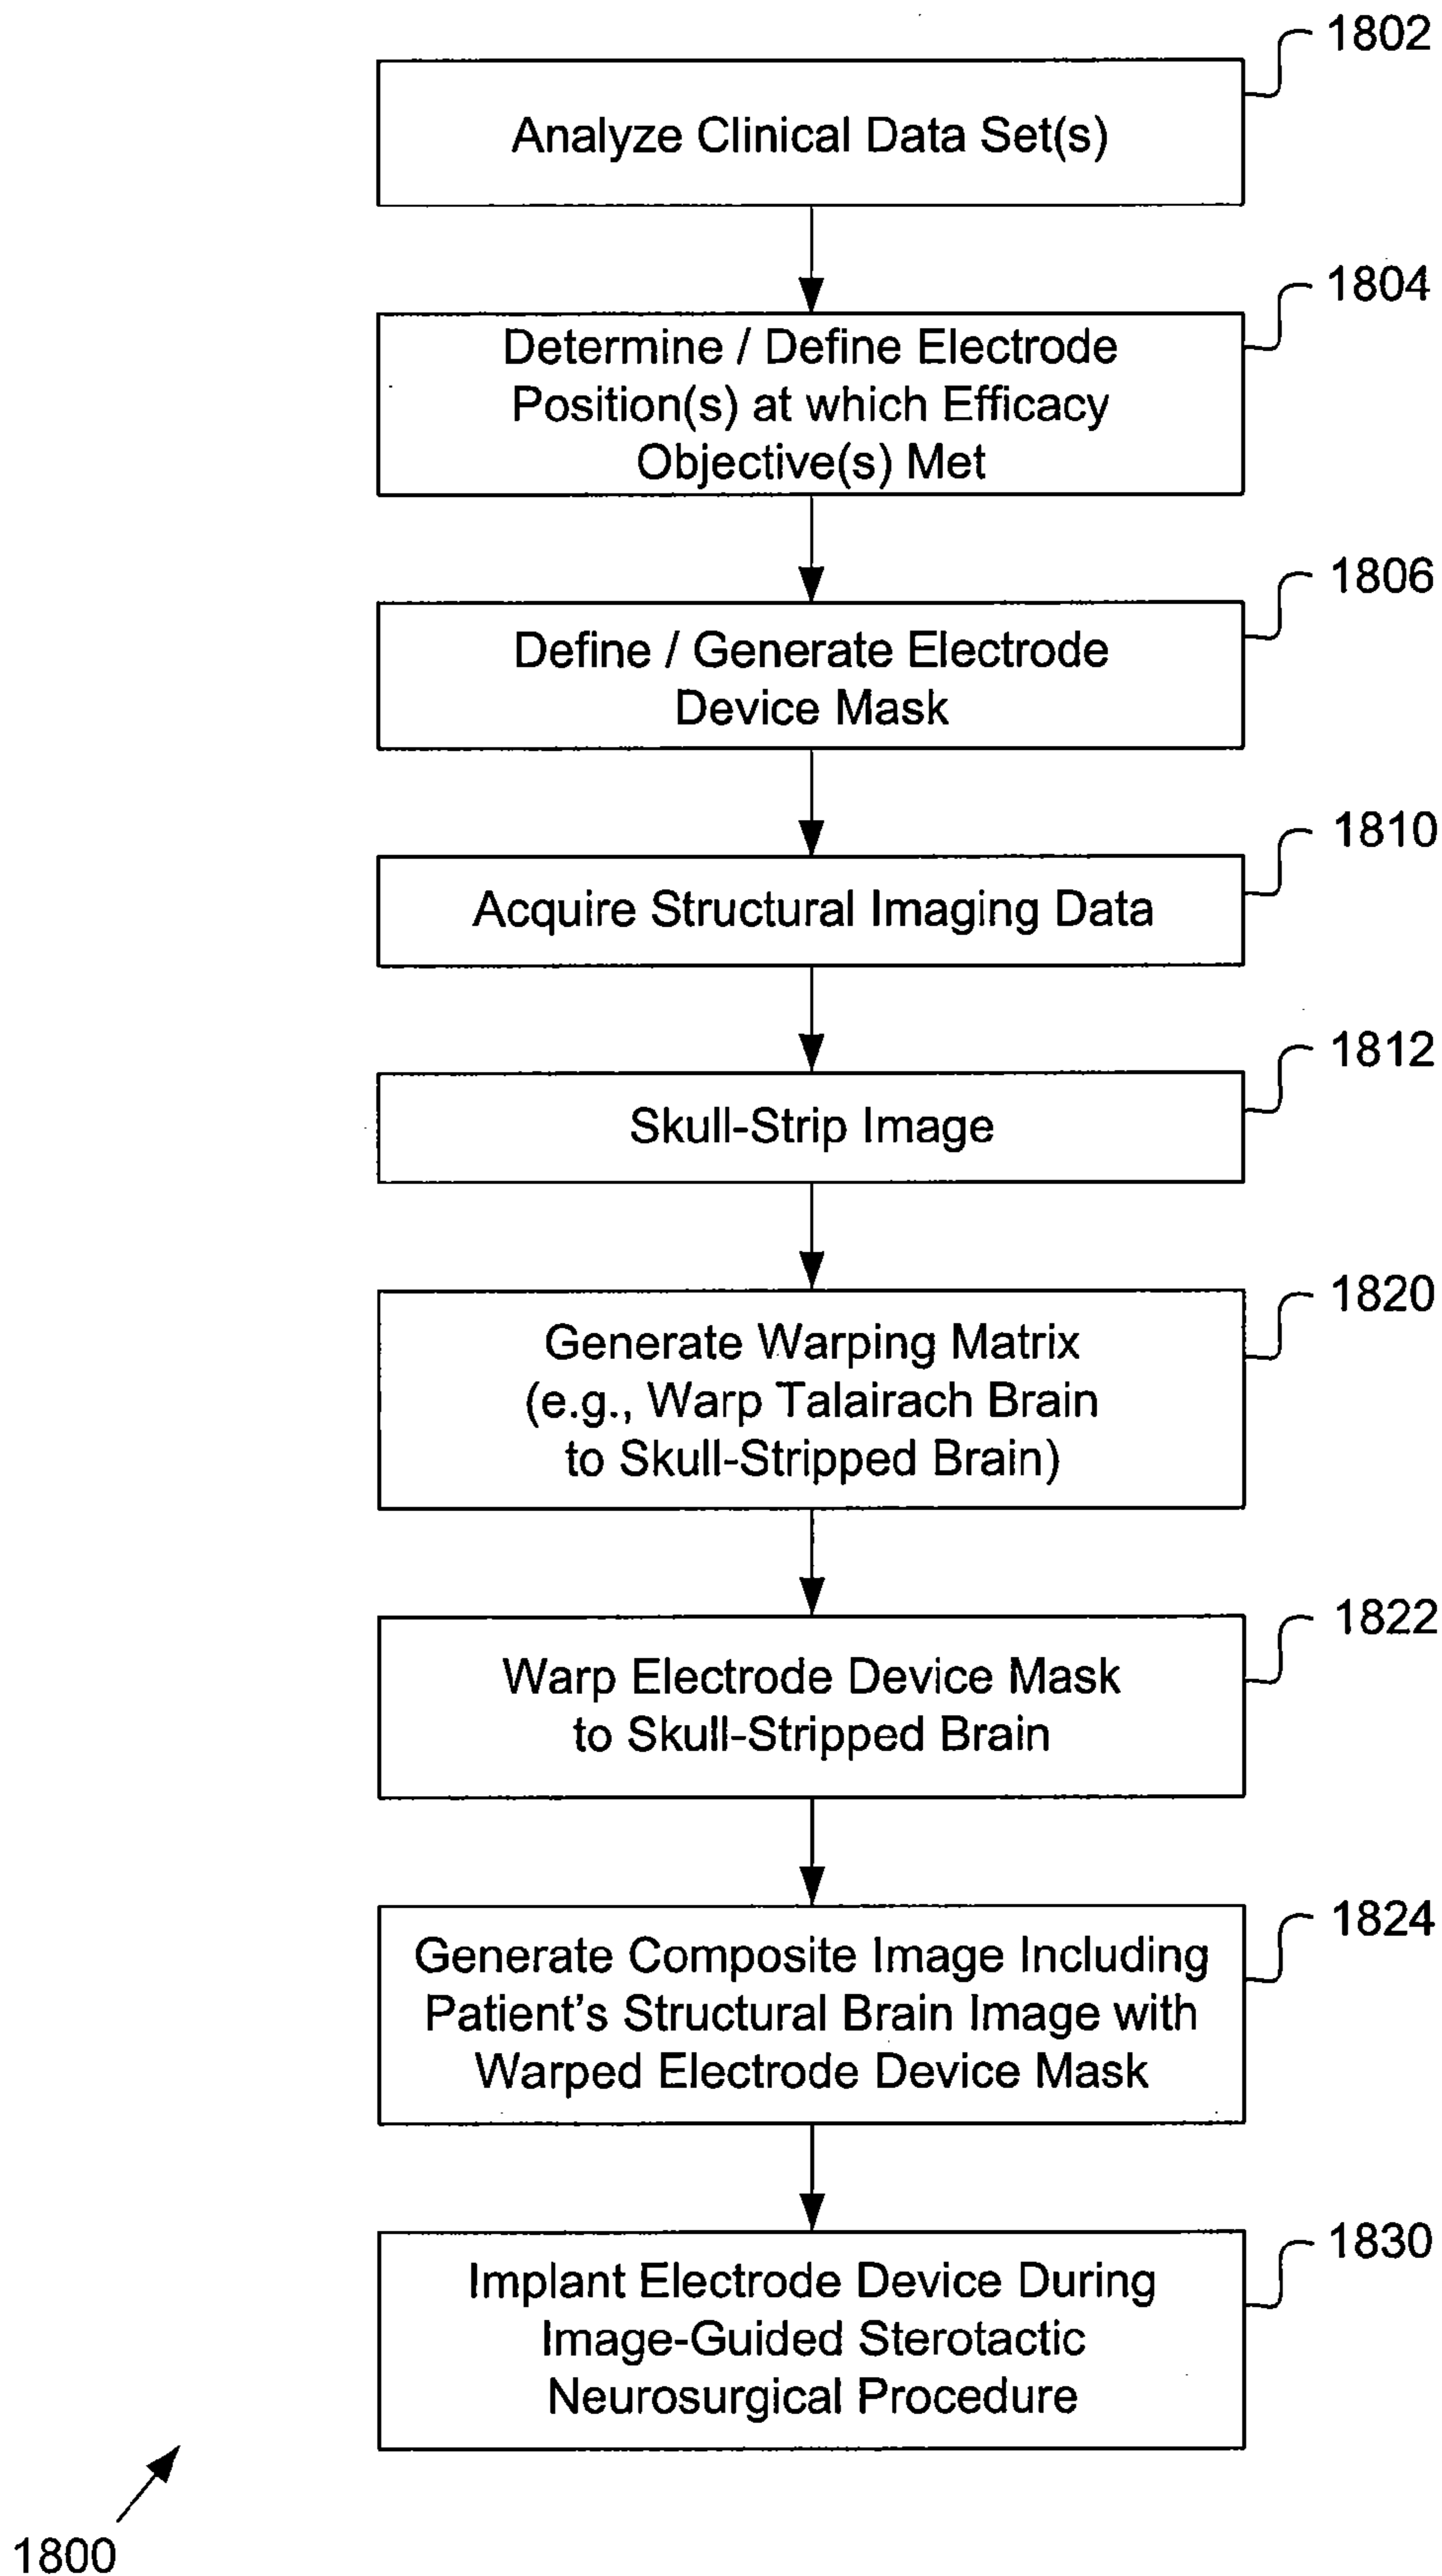 1802
Analyze Clinical Data Set(s)
1804
Determine / Define Electrode
Position(s) at which Efficacy
Objective(s) Met
1806
Define / Generate Electrode
Device Mask
1810
Acquire Structural Imaging Data
1812
Skull-Strip Image
1820
Generate Warping Matrix
(e.g., Warp Talairach Brain
to Skull-Stripped Brain)
1822
Warp Electrode Device Mask
to Skull-Stripped Brain
1824
Generate Composite Image Including
Patient's Structural Brain Image with
Warped Electrode Device Mask
1830
Implant Electrode Device During
Image-Guided Sterotactic
Neurosurgical Procedure
1800